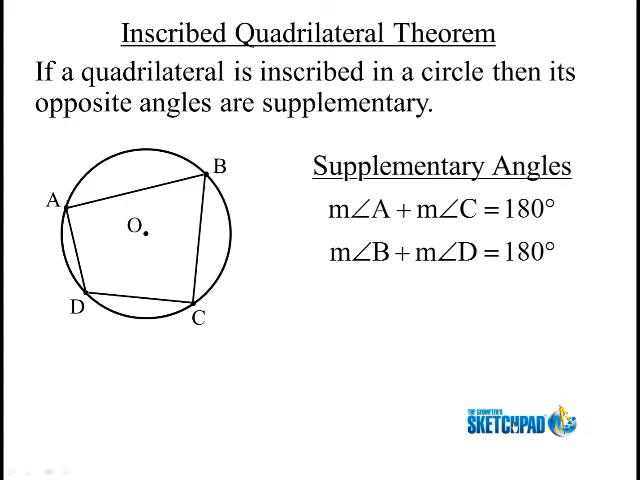 Inscribed Quadrilateral Theorem
If a quadrilateral is inscribed in a circle then its
opposite angles are supplementary.
B
A
O
D
C
Supplementary Angles
m∠A + m∠C = 180°
m∠B + m∠D = 180°
THE GEOMETER'S
SKETCHPAD